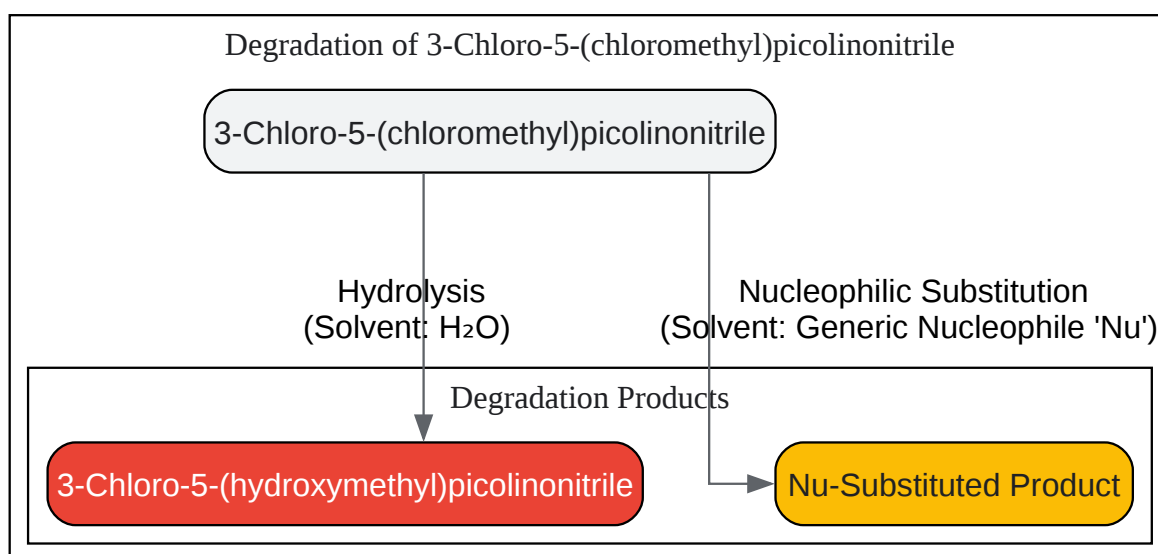 Degradation of 3-Chloro-5-(chloromethyl)picolinonitrile
3-Chloro-5-(chloromethyl)picolinonitrile
Hydrolysis
(Solvent: H₂O)
Nucleophilic Substitution
(Solvent: Generic Nucleophile 'Nu')
Degradation Products
3-Chloro-5-(hydroxymethyl)picolinonitrile
Nu-Substituted Product